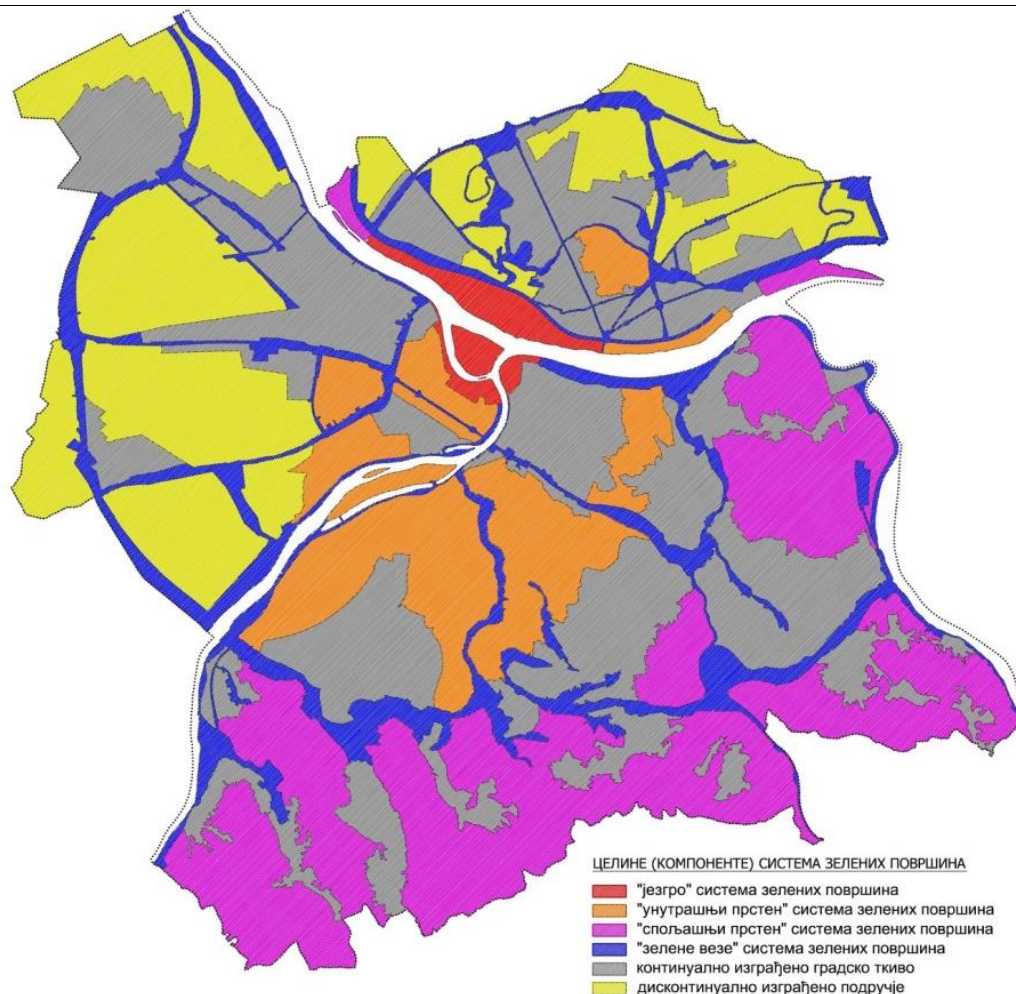 ЦЕЛИНЕ (КОМПОНЕНТЕ) СИСТЕМА ЗЕЛЕНИХ ПОВРШИНА
"језгро" система зелених површина
"унутрашњи прстен" система зелених површина
"спољашњи прстен" система зелених површина
"зелене везе" система зелених површина
континуално изграђено градско ткиво
дисконтинуално изграђено подручје